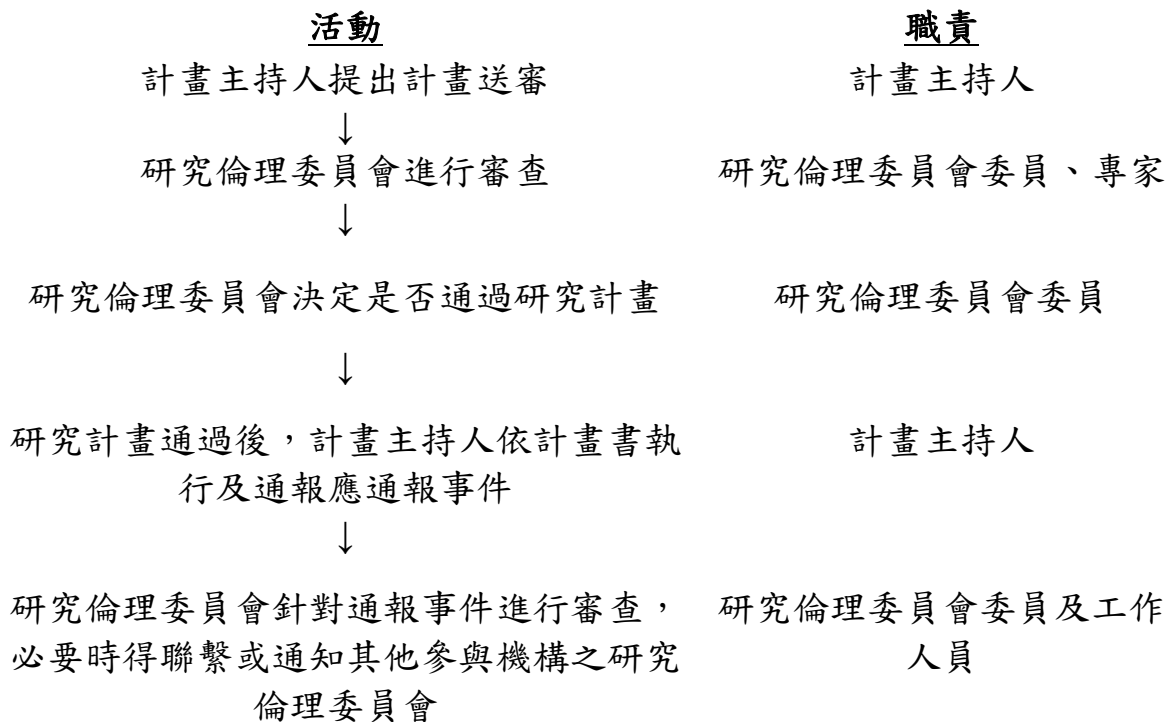 活動 職責
計畫主持人提出計畫送審 計畫主持人
↓
研究倫理委員會進行審查 研究倫理委員會委員、專家
↓
研究倫理委員會決定是否通過研究計畫 研究倫理委員會委員
↓
研究計畫通過後，計畫主持人依計畫書執 計畫主持人
行及通報應通報事件
↓
研究倫理委員會針對通報事件進行審查， 研究倫理委員會委員及工作
必要時得聯繫或通知其他參與機構之研究 人員
倫理委員會